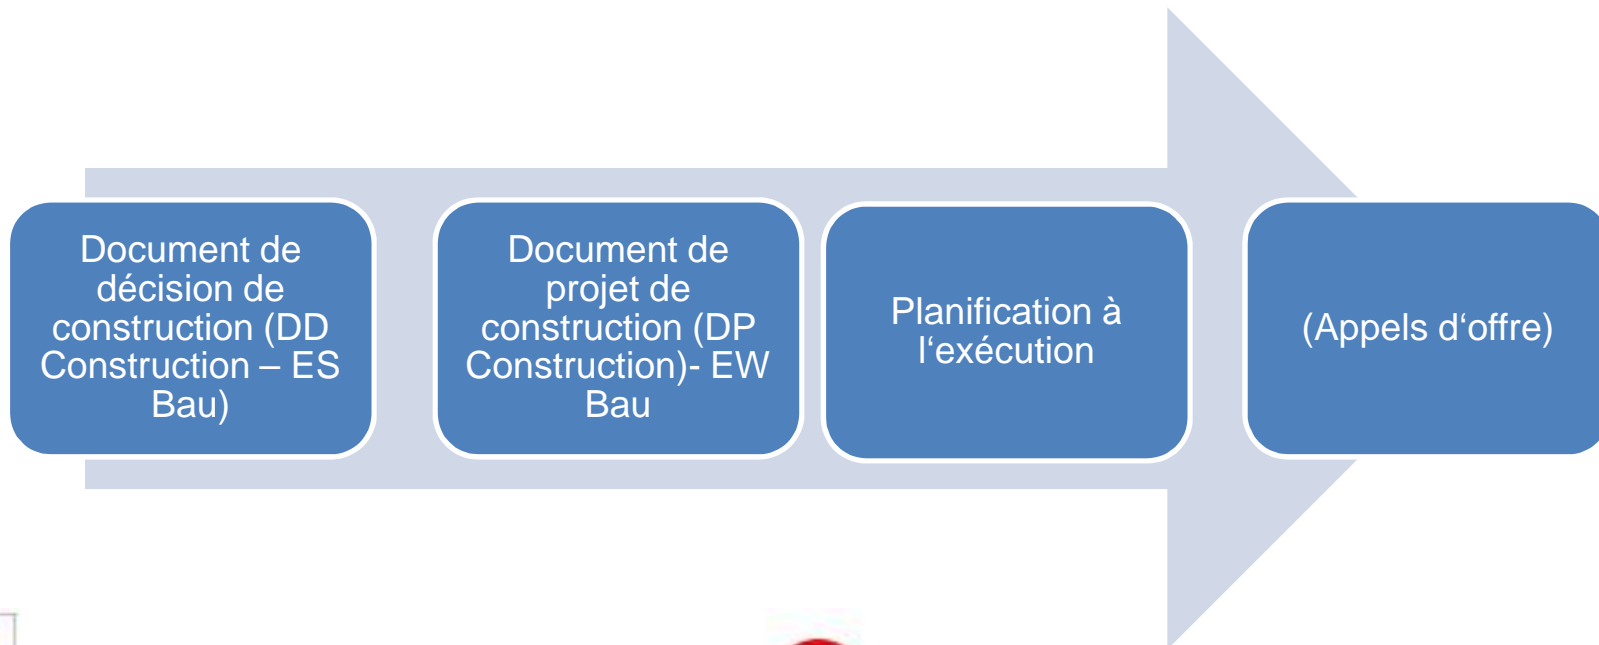 Document de
décision de
construction (DD
Construction – ES
Bau)
Document de
projet de
construction (DP
Construction)- EW
Bau
Planification à
l‘exécution
(Appels d‘offre)